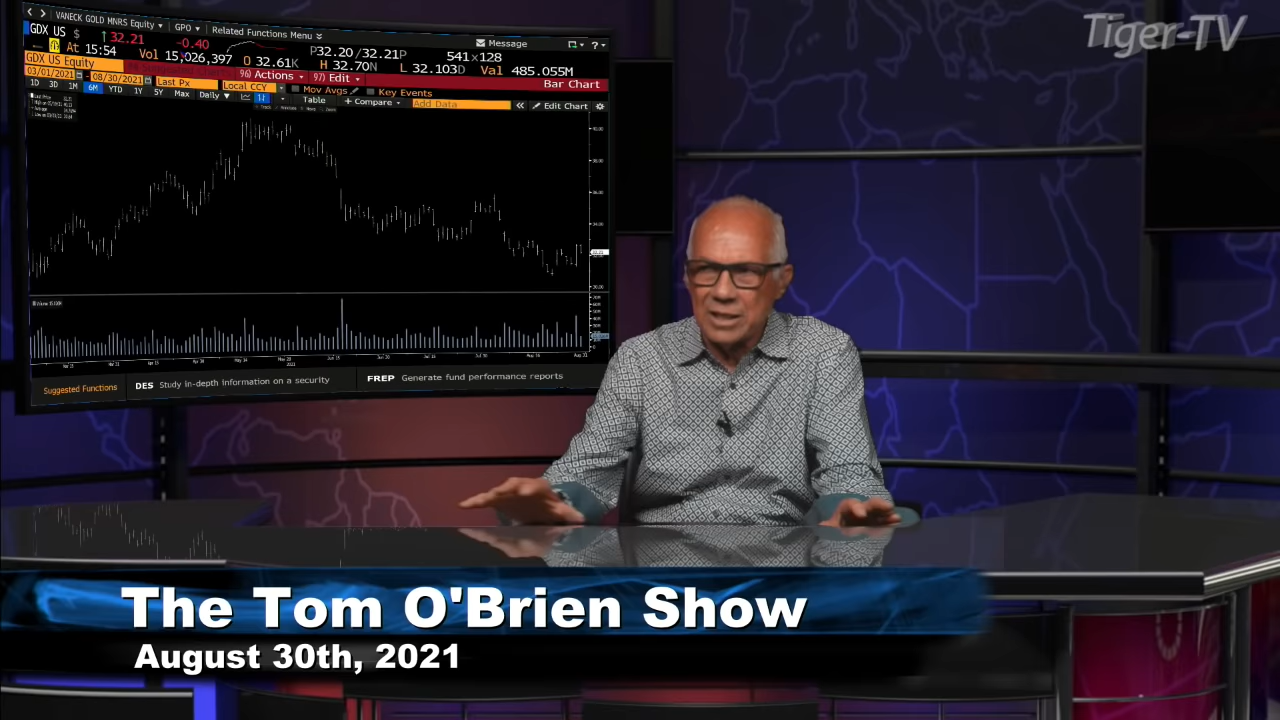 VANECK GOLD MNRS Equity GPO Related Functions Menu
Tiger-TV
GDX US $ ↑ 32.21 -0.40 P32.20/32.21P 541x128 Message ?
At 15:54 Vol 15,026,397 O 32.61K H 32.70N L 32.103D Val 485.055M
GDX US Equity 96) Actions 97) Edit Bar Chart
03/01/2021 - 08/30/2021 Last Px Local CCY Mov Avgs Key Events
1D 3D 1M 6M YTD 1Y 5Y Max Daily Table + Compare Add Data Edit Chart
Suggested Functions DES Study in-depth information on a security FREP Generate fund performance reports
The Tom O'Brien Show
August 30th, 2021